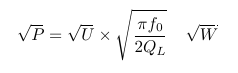 √P = √U × √(πf₀ / 2Q_L)   √W